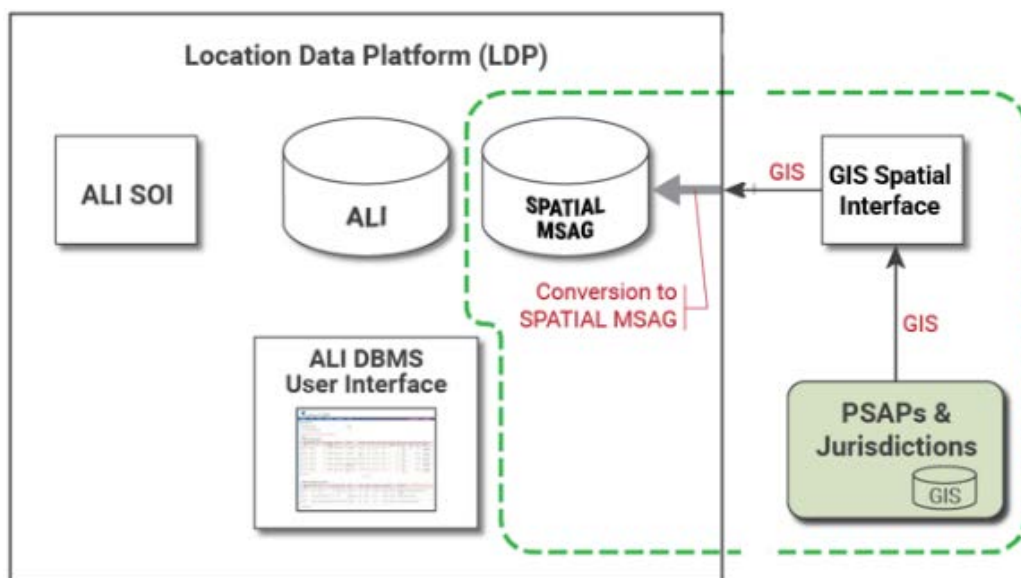 Location Data Platform (LDP)
ALI SOI
ALI
SPATIAL
MSAG
GIS
GIS Spatial
Interface
Conversion to
SPATIAL MSAG
GIS
ALI DBMS
User Interface
PSAPs &
Jurisdictions
GIS